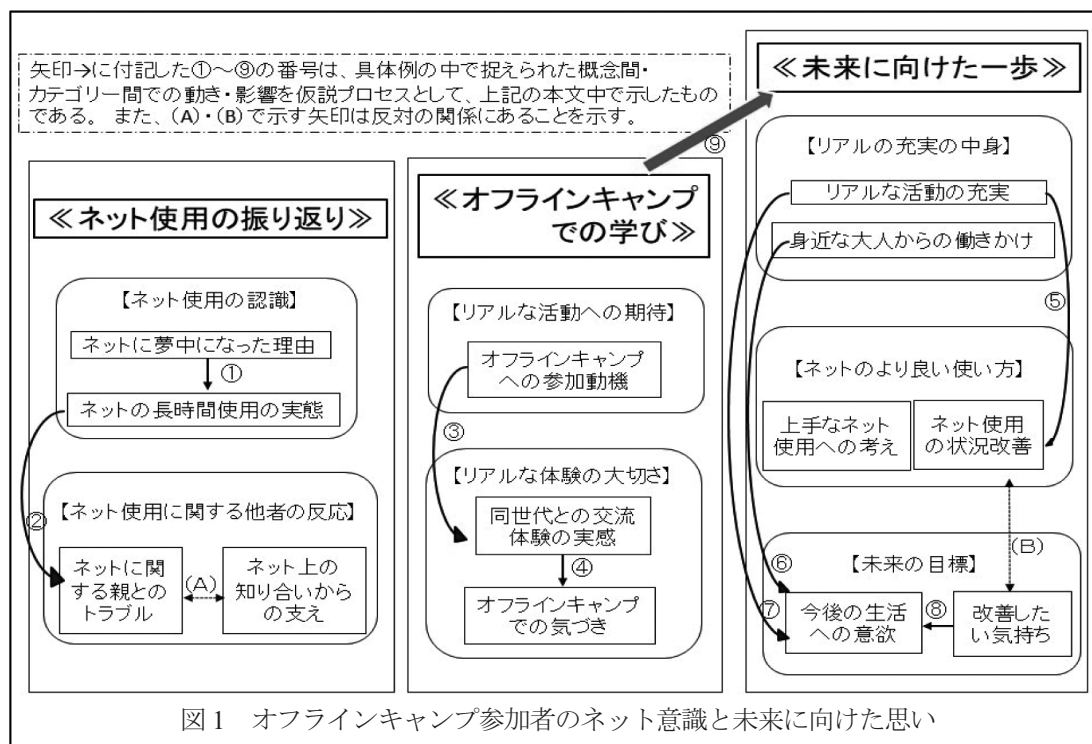 矢印→に付記した①~⑨の番号は、具体例の中で捉えられた概念間・
カテゴリー間での動き・影響を仮説プロセスとして、上記の本文中で示したもの
である。 また、(A)・(B)で示す矢印は反対の関係にあることを示す。
≪ネット使用の振り返り≫
【ネット使用の認識】
ネットに夢中になった理由
①
ネットの長時間使用の実態
②
【ネット使用に関する他者の反応】
ネットに関
する親との
トラブル
(A)
ネット上の
知り合いから
の支え
⑨
≪オフラインキャンプ
での学び≫
【リアルな活動への期待】
オフラインキャンプ
への参加動機
③
【リアルな体験の大切さ】
同世代との交流
体験の実感
④
オフラインキャンプ
での気づき
≪未来に向けた一歩≫
【リアルの充実の中身】
リアルな活動の充実
身近な大人からの働きかけ
⑤
【ネットのより良い使い方】
上手なネット
使用への考え
ネット使用
の状況改善
(B)
⑥
【未来の目標】
⑦
今後の生活
への意欲
⑧
改善した
い気持ち
図1 オフラインキャンプ参加者のネット意識と未来に向けた思い